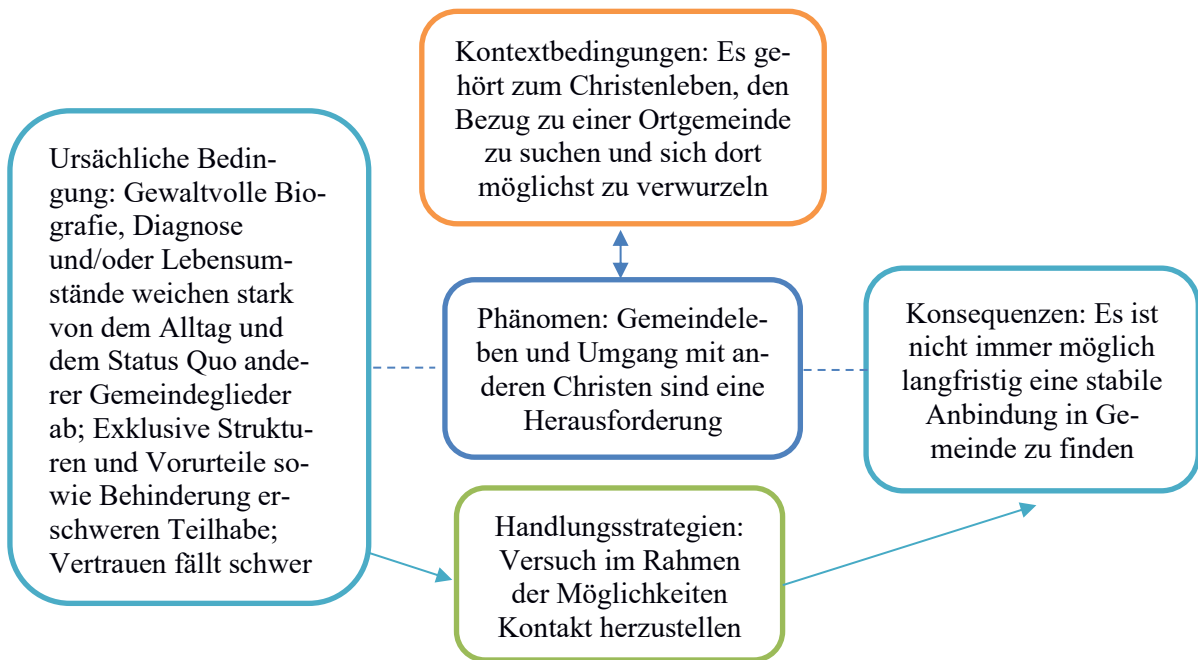 Kontextbedingungen: Es ge-
hört zum Christenleben, den
Bezug zu einer Ortgemeinde
zu suchen und sich dort
möglichst zu verwurzeln
Ursächliche Bedin-
gung: Gewaltvolle Bio-
grafie, Diagnose
und/oder Lebensum-
stände weichen stark
von dem Alltag und
dem Status Quo ande-
rer Gemeindeglieder
ab; Exklusive Struktu-
ren und Vorurteile so-
wie Behinderung er-
schweren Teilhabe;
Vertrauen fällt schwer
Phänomen: Gemeindele-
ben und Umgang mit an-
deren Christen sind eine
Herausforderung
Konsequenzen: Es ist
nicht immer möglich
langfristig eine stabile
Anbindung in Ge-
meinde zu finden
Handlungsstrategien:
Versuch im Rahmen
der Möglichkeiten
Kontakt herzustellen